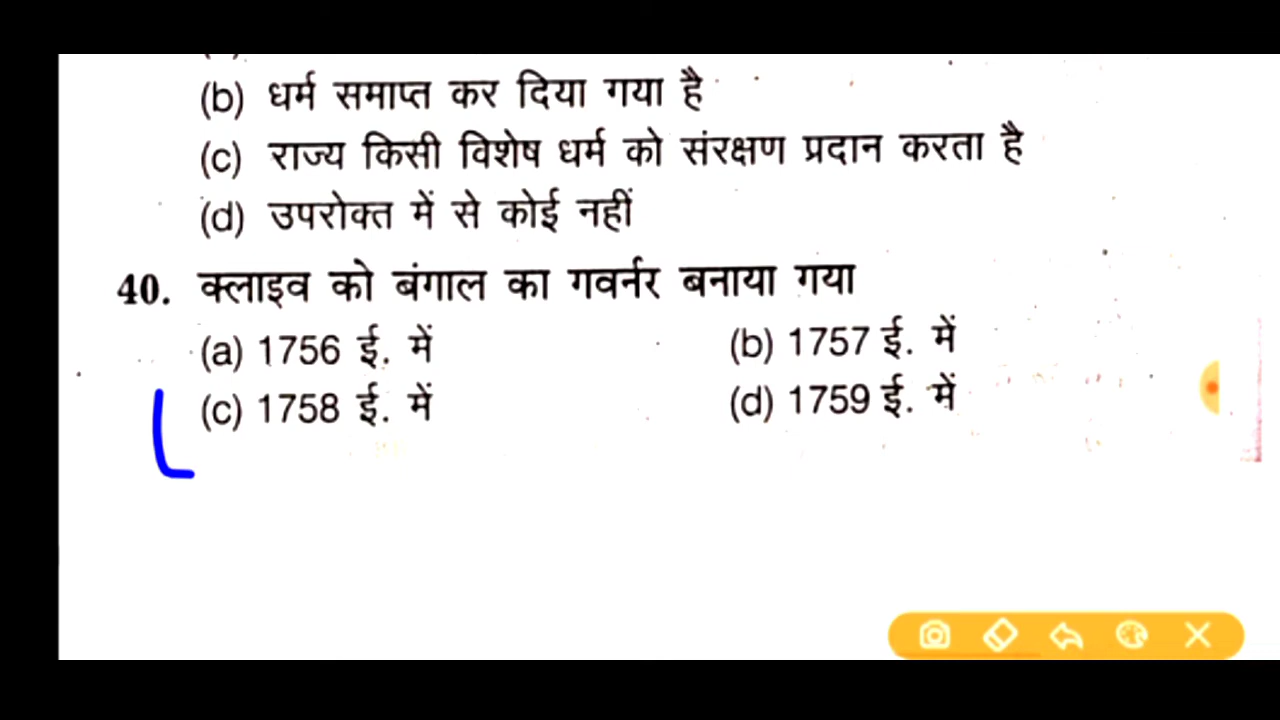 (b) धर्म समाप्त कर दिया गया है
(c) राज्य किसी विशेष धर्म को संरक्षण प्रदान करता है
(d) उपरोक्त में से कोई नहीं
40. क्लाइव को बंगाल का गवर्नर बनाया गया
(a) 1756 ई. में (b) 1757 ई. में
(c) 1758 ई. में (d) 1759 ई. में